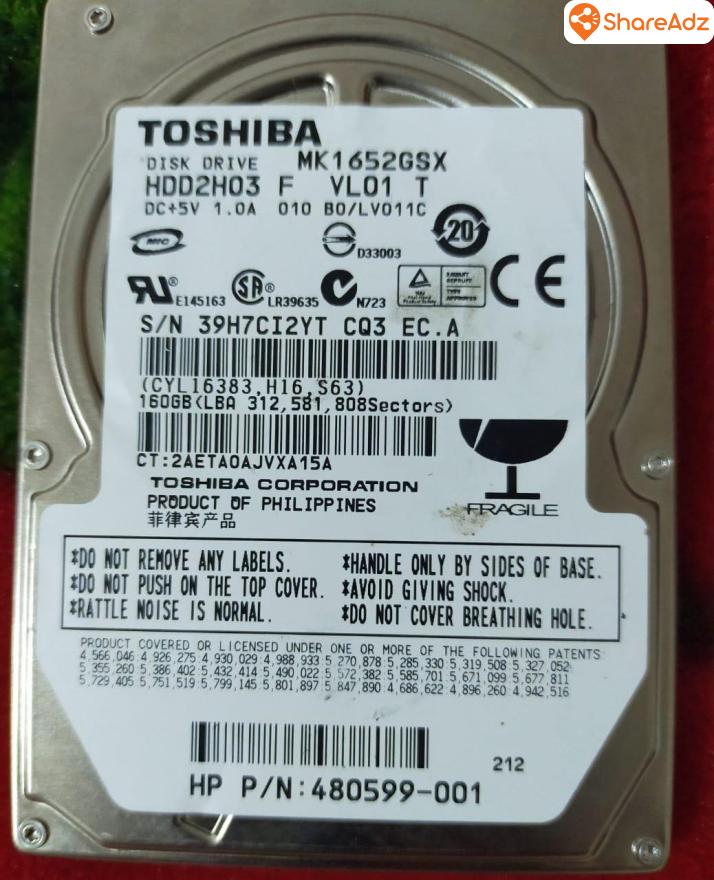 ShareAdz
TOSHIBA
DISK DRIVE MK1652GSX
HDD2H03 F VL01 T
DC+5V 1.0A 010 B0/LV011C
MIC
D33003
20
E145163
SA
LR39635
N723
CE
S/N 39H7CI2YT CQ3 EC.A
(CYL16383,H16,S63)
160GB(LBA 312,581,808Sectors)
CT:2AETA0AJVXA15A
TOSHIBA CORPORATION
PRODUCT OF PHILIPPINES
菲律宾产品
FRAGILE
*DO NOT REMOVE ANY LABELS. *HANDLE ONLY BY SIDES OF BASE.
*DO NOT PUSH ON THE TOP COVER. *AVOID GIVING SHOCK.
*RATTLE NOISE IS NORMAL. *DO NOT COVER BREATHING HOLE.
PRODUCT COVERED OR LICENSED UNDER ONE OR MORE OF THE FOLLOWING PATENTS:
4,566,046 4,926,275 4,930,029 4,988,933 5,270,878 5,285,330 5,319,508 5,327,052
5,355,260 5,386,402 5,432,414 5,490,022 5,572,382 5,585,701 5,671,099 5,677,811
5,729,405 5,751,519 5,799,145 5,801,897 5,847,890 4,686,622 4,896,260 4,942,516
212
HP P/N:480599-001